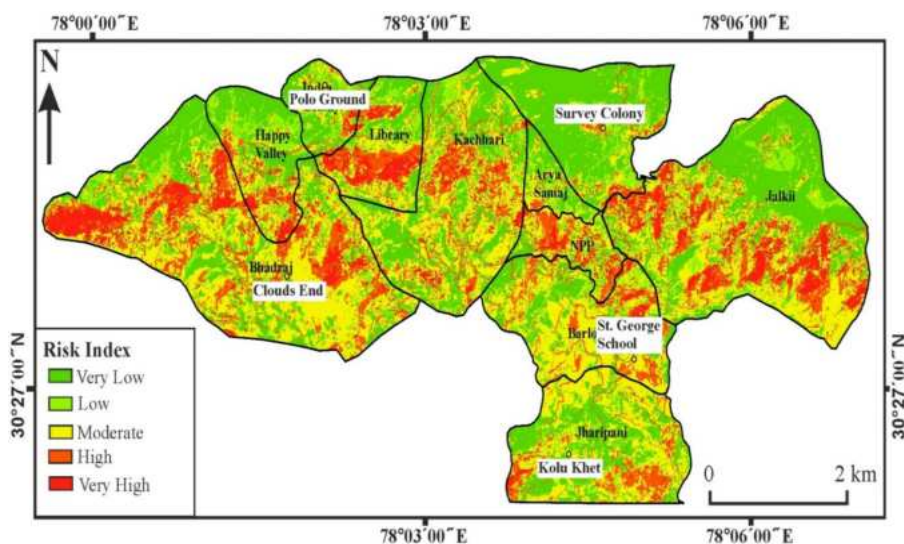 78°00′00″E
78°03′00″E
78°06′00″E
N
Polo Ground
Happy
Valley
Library
Kachhari
Survey Colony
Arya
Samaj
Jalkii
NPP
Bhadraj
Clouds End
St. George
School
30°27′00″N
30°27′00″N
Risk Index
Very Low
Low
Moderate
High
Very High
Jharipani
Kolu Khet
0
2 km
78°03′00″E
78°06′00″E